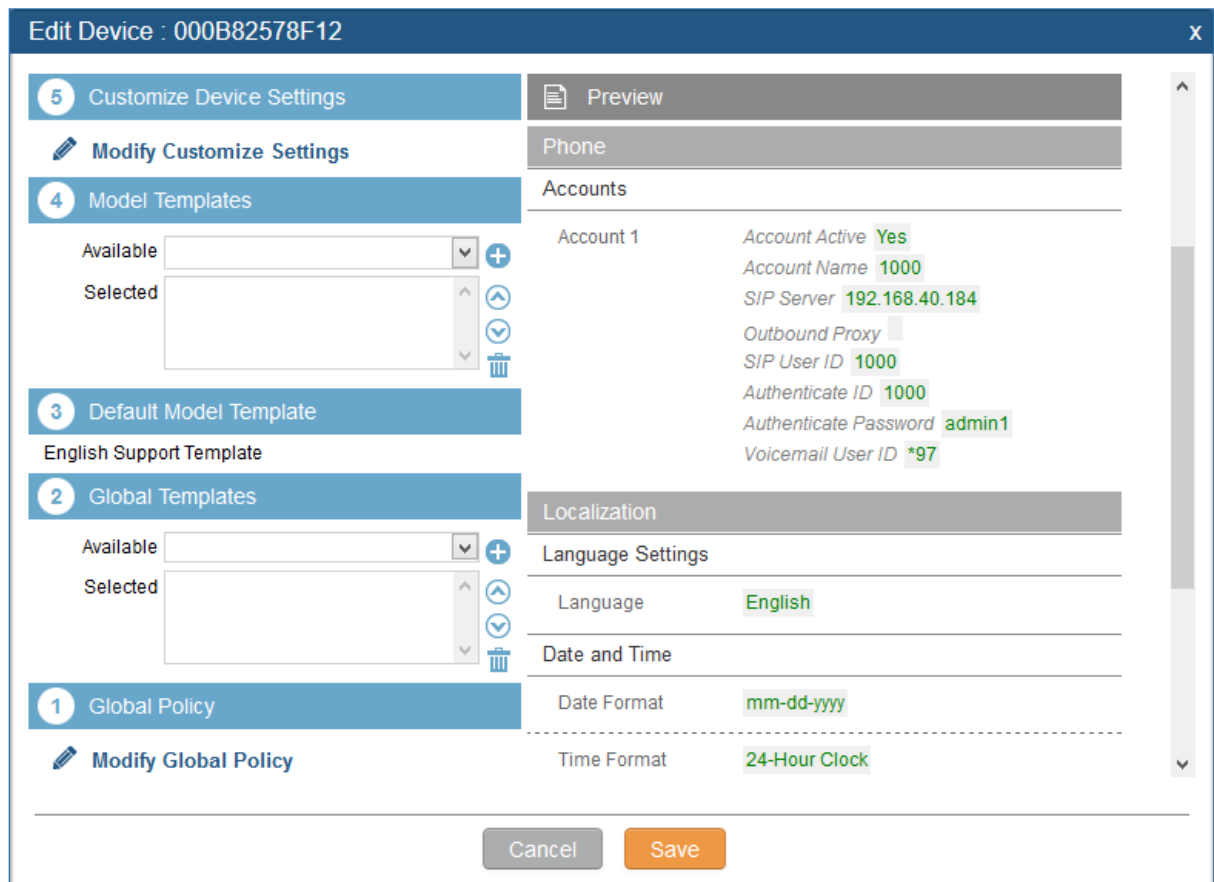 Edit Device : 000B82578F12
x
5 Customize Device Settings
Modify Customize Settings
4 Model Templates
Available
Selected
3 Default Model Template
English Support Template
2 Global Templates
Available
Selected
1 Global Policy
Modify Global Policy
Preview
Phone
Accounts
Account 1
Account Active Yes
Account Name 1000
SIP Server 192.168.40.184
Outbound Proxy
SIP User ID 1000
Authenticate ID 1000
Authenticate Password admin1
Voicemail User ID *97
Localization
Language Settings
Language English
Date and Time
Date Format mm-dd-yyyy
Time Format 24-Hour Clock
Cancel
Save